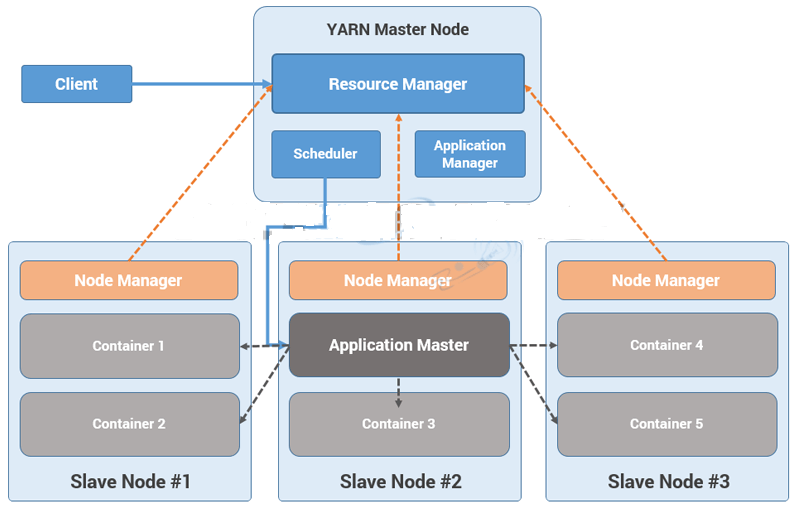 YARN Master Node
Client
Resource Manager
Scheduler
Application
Manager
Node Manager
Node Manager
Node Manager
Container 1
Application Master
Container 4
Container 2
Container 3
Container 5
Slave Node #1
Slave Node #2
Slave Node #3